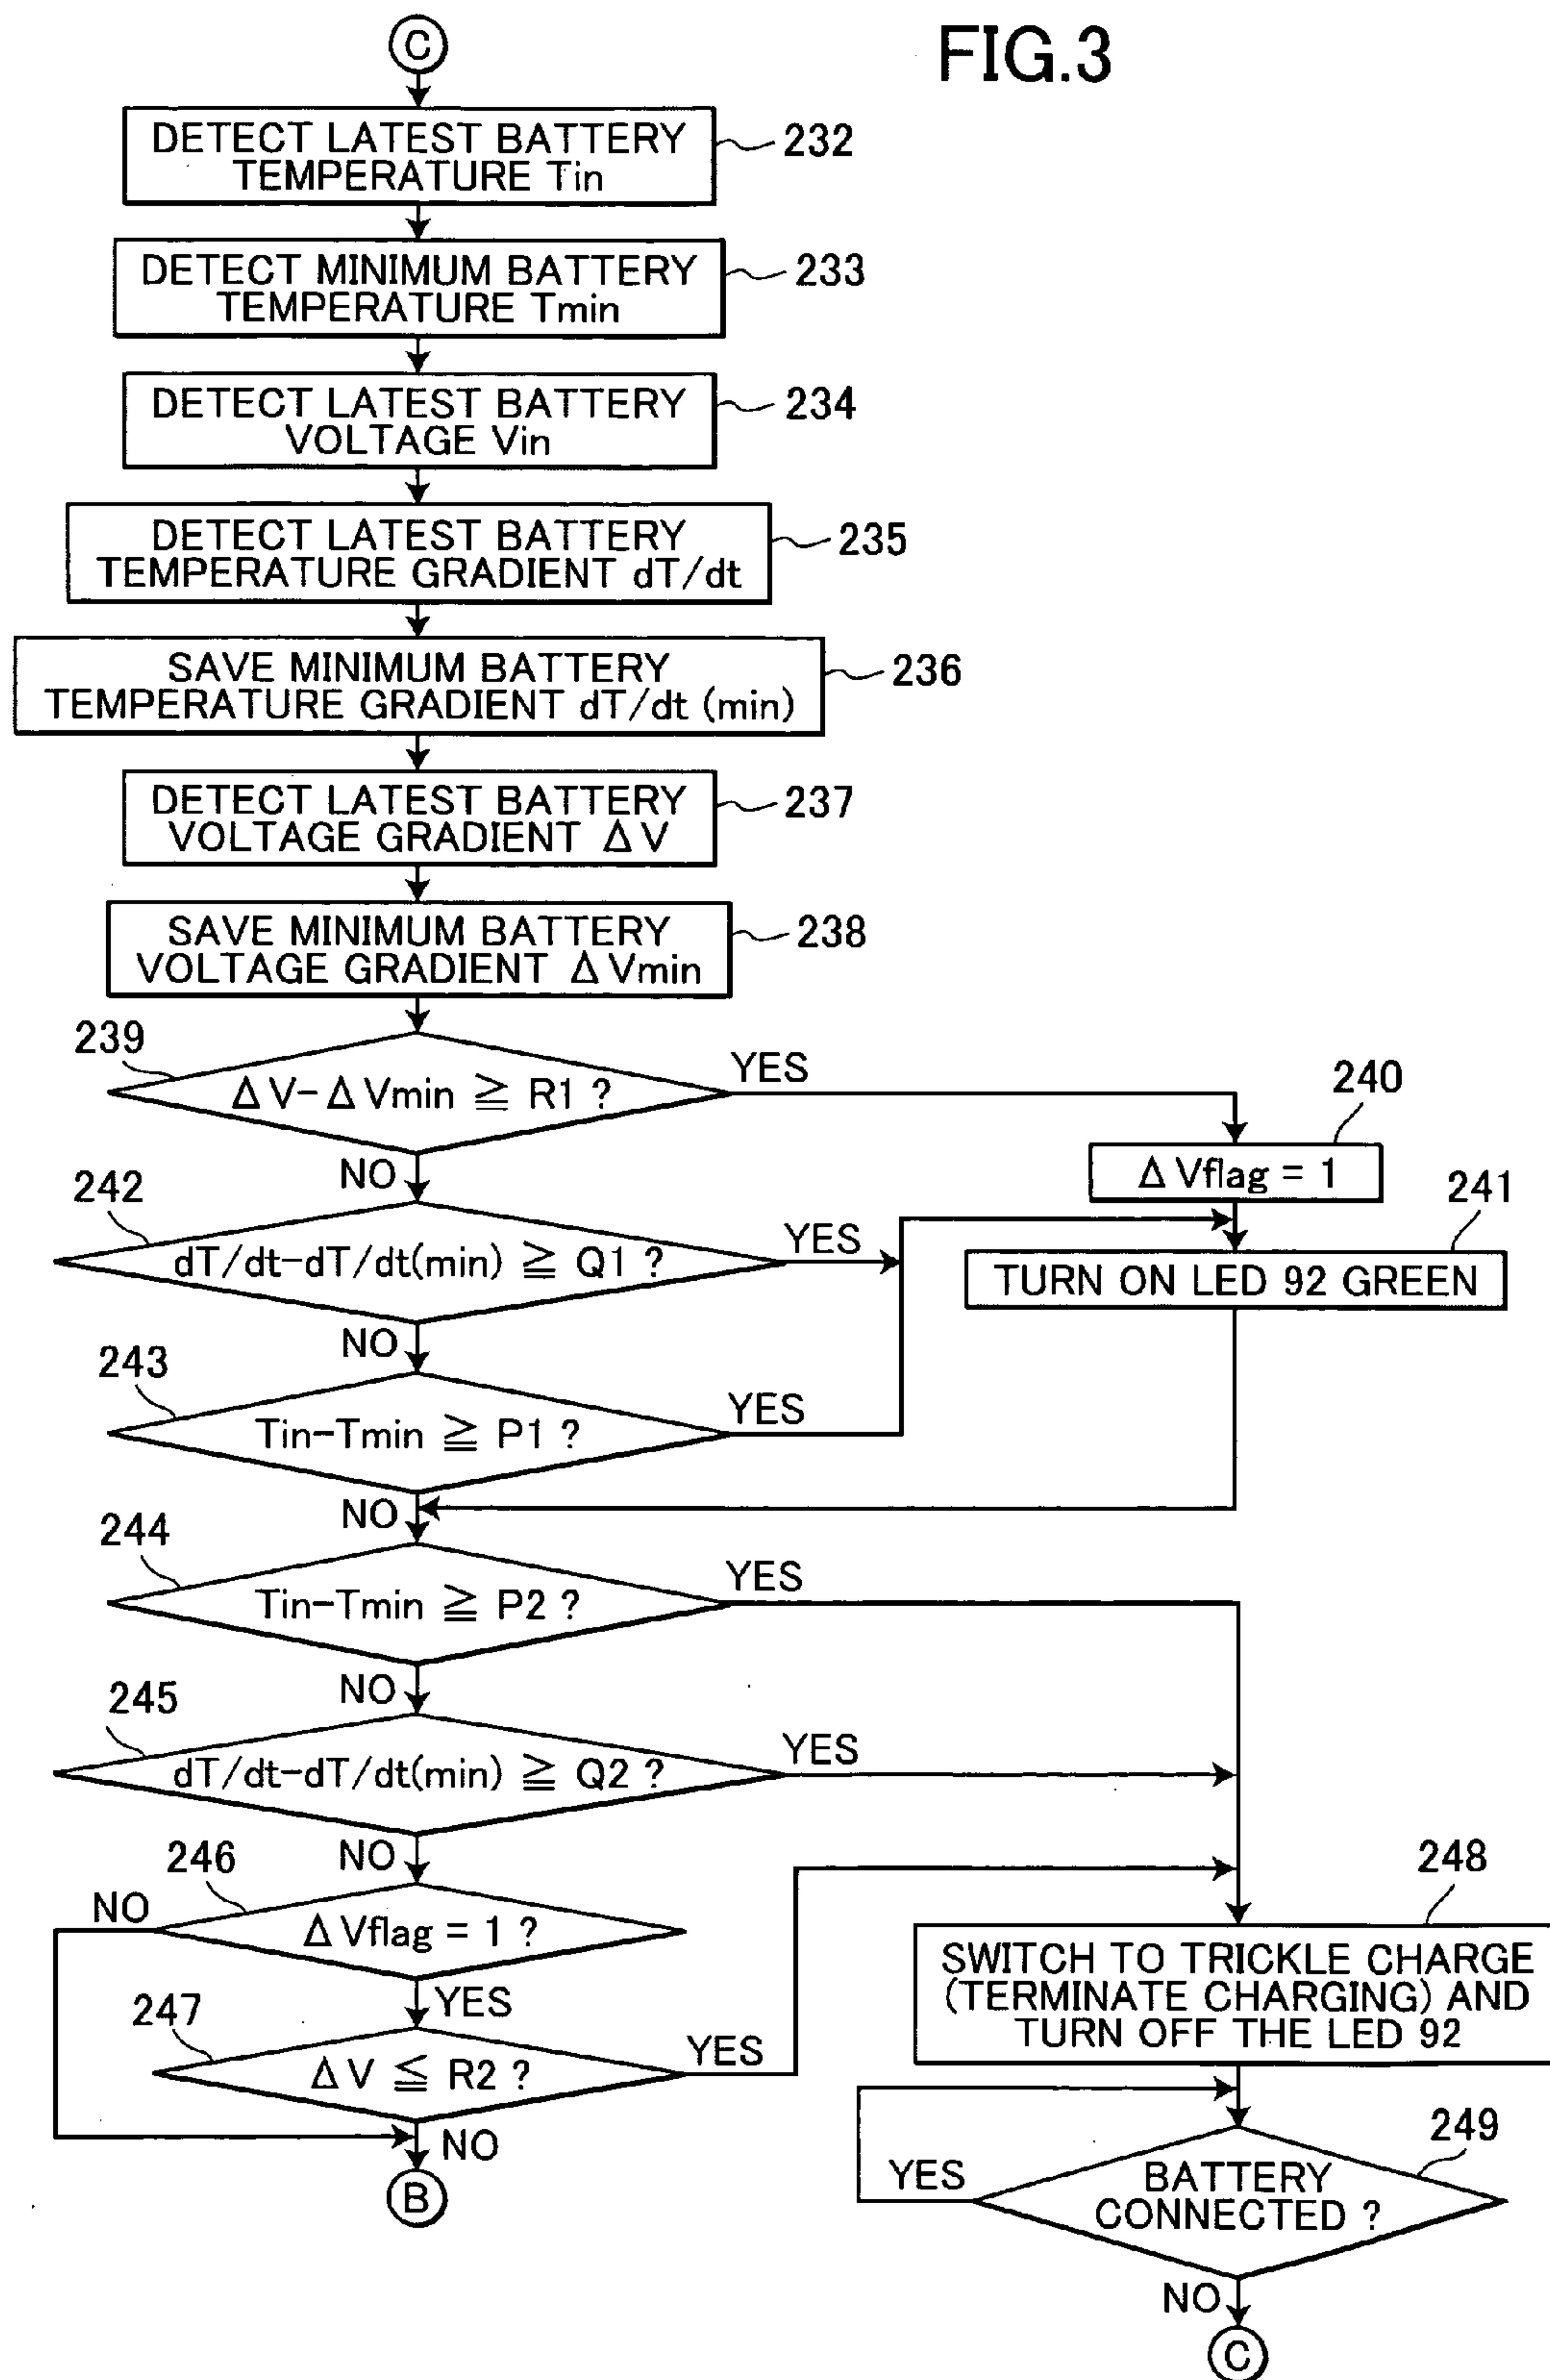 FIG.3
C
DETECT LATEST BATTERY
TEMPERATURE Tin
232
DETECT MINIMUM BATTERY
TEMPERATURE Tmin
233
DETECT LATEST BATTERY
VOLTAGE Vin
234
DETECT LATEST BATTERY
TEMPERATURE GRADIENT dT/dt
235
SAVE MINIMUM BATTERY
TEMPERATURE GRADIENT dT/dt (min)
236
DETECT LATEST BATTERY
VOLTAGE GRADIENT ΔV
237
SAVE MINIMUM BATTERY
VOLTAGE GRADIENT ΔVmin
238
239
ΔV-ΔVmin ≧ R1 ?
YES
NO
240
ΔVflag = 1
241
TURN ON LED 92 GREEN
242
dT/dt-dT/dt(min) ≧ Q1 ?
YES
NO
243
Tin-Tmin ≧ P1 ?
YES
NO
244
Tin-Tmin ≧ P2 ?
YES
NO
245
dT/dt-dT/dt(min) ≧ Q2 ?
YES
NO
246
NO
ΔVflag = 1 ?
YES
247
ΔV ≦ R2 ?
YES
NO
B
248
SWITCH TO TRICKLE CHARGE
(TERMINATE CHARGING) AND
TURN OFF THE LED 92
249
YES
BATTERY
CONNECTED ?
NO
C